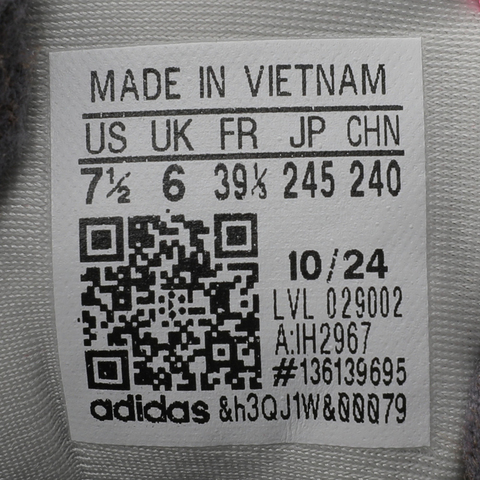 MADE IN VIETNAM
US UK FR JP CHN
7½ 6 39⅓ 245 240
10/24
LVL 029002
A:IH2967
#136139695
adidas &h3QJ1W&00079